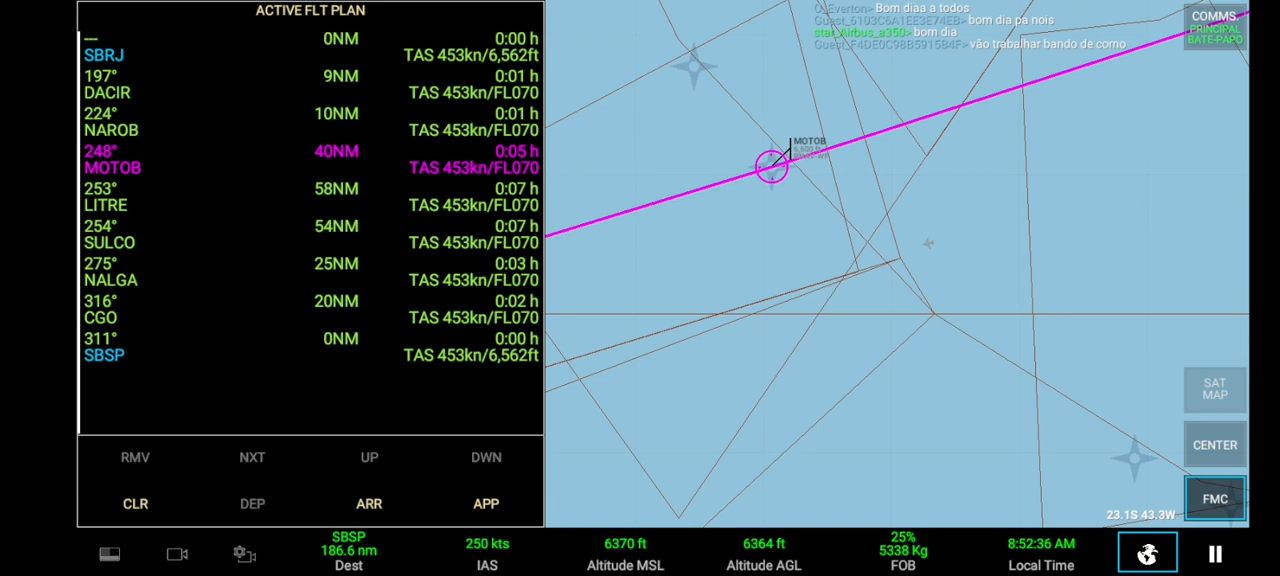 ACTIVE FLT PLAN
--- 0NM 0:00 h
SBRJ TAS 453kn/6,562ft
197° 9NM 0:01 h
DACIR TAS 453kn/FL070
224° 10NM 0:01 h
NAROB TAS 453kn/FL070
248° 40NM 0:05 h
MOTOB TAS 453kn/FL070
253° 58NM 0:07 h
LITRE TAS 453kn/FL070
254° 54NM 0:07 h
SULCO TAS 453kn/FL070
275° 25NM 0:03 h
NALGA TAS 453kn/FL070
316° 20NM 0:02 h
CGO TAS 453kn/FL070
311° 0NM 0:00 h
SBSP TAS 453kn/6,562ft
RMV NXT UP DWN
CLR DEP ARR APP
O_Everton> Bom diaa a todos
Guest_6103C6A1EE3E74EB> bom dia pa nois
star_Airbus_a350> bom dia
Guest_F4DE0C98B5915B4F> vão trabalhar bando de corno
COMMS.
PRINCIPAL
BATE-PAPO
MOTOB
SAT
MAP
CENTER
FMC
23.1S 43.3W
SBSP
186.6 nm
Dest
250 kts
IAS
6370 ft
Altitude MSL
6364 ft
Altitude AGL
25%
5338 Kg
FOB
8:52:36 AM
Local Time